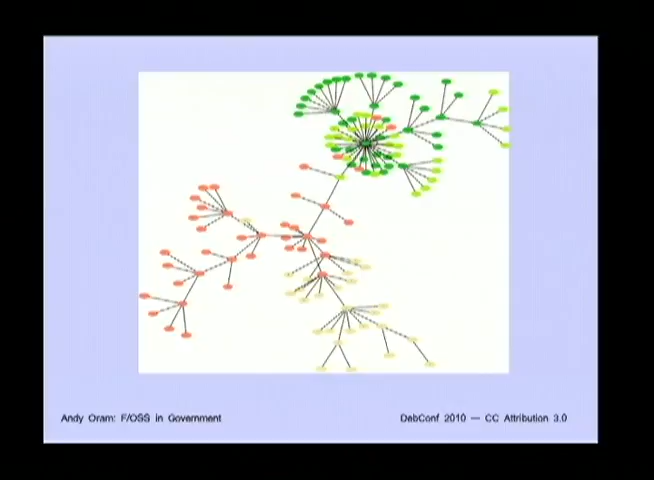 Andy Oram: F/OSS in Government
DebConf 2010 — CC Attribution 3.0